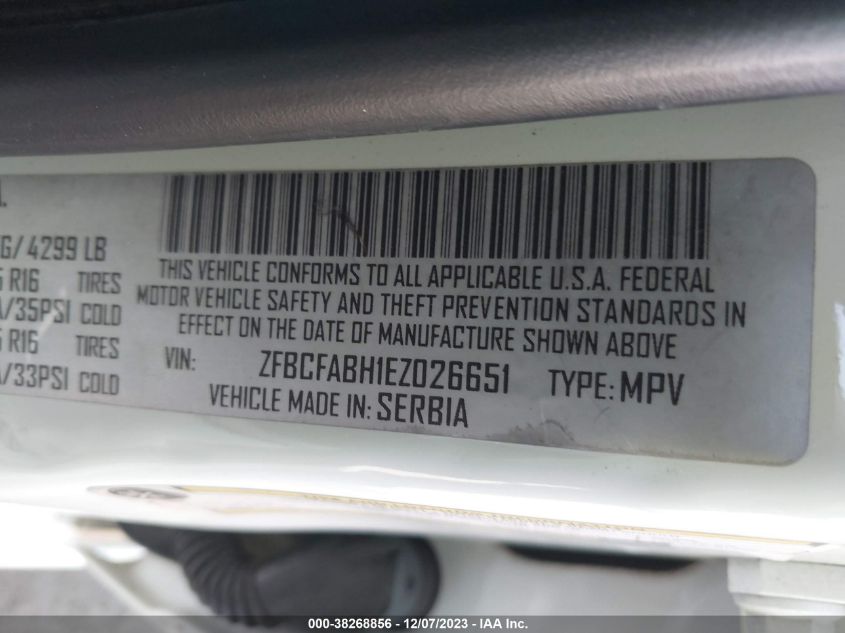 L
G/4299 LB
THIS VEHICLE CONFORMS TO ALL APPLICABLE U.S.A. FEDERAL
R16 TIRES
MOTOR VEHICLE SAFETY AND THEFT PREVENTION STANDARDS IN
/35PSI COLD
EFFECT ON THE DATE OF MANUFACTURE SHOWN ABOVE
R16 TIRES
VIN: ZFBCFABH1EZ026651 TYPE: MPV
/33PSI COLD
VEHICLE MADE IN: SERBIA
000-38268856 - 12/07/2023 - © IAA Inc.